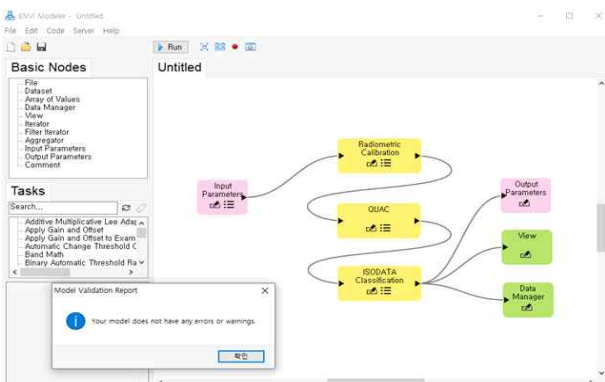 ENVI Modeler - Untitled
File Edit Code Server Help
Run
Basic Nodes
Untitled
File
Dataset
Array of Values
Data Manager
View
Iterator
Filter Iterator
Aggregator
Input Parameters
Output Parameters
Comment
Tasks
Search...
Additive Multiplicative Lee Adap
Apply Gain and Offset
Apply Gain and Offset to Exam
Automatic Change Threshold C
Band Math
Binary Automatic Threshold Ra
Input
Parameters
Radiometric
Calibration
QUAC
ISODATA
Classification
Output
Parameters
View
Data
Manager
Model Validation Report
Your model does not have any errors or warnings.
확인